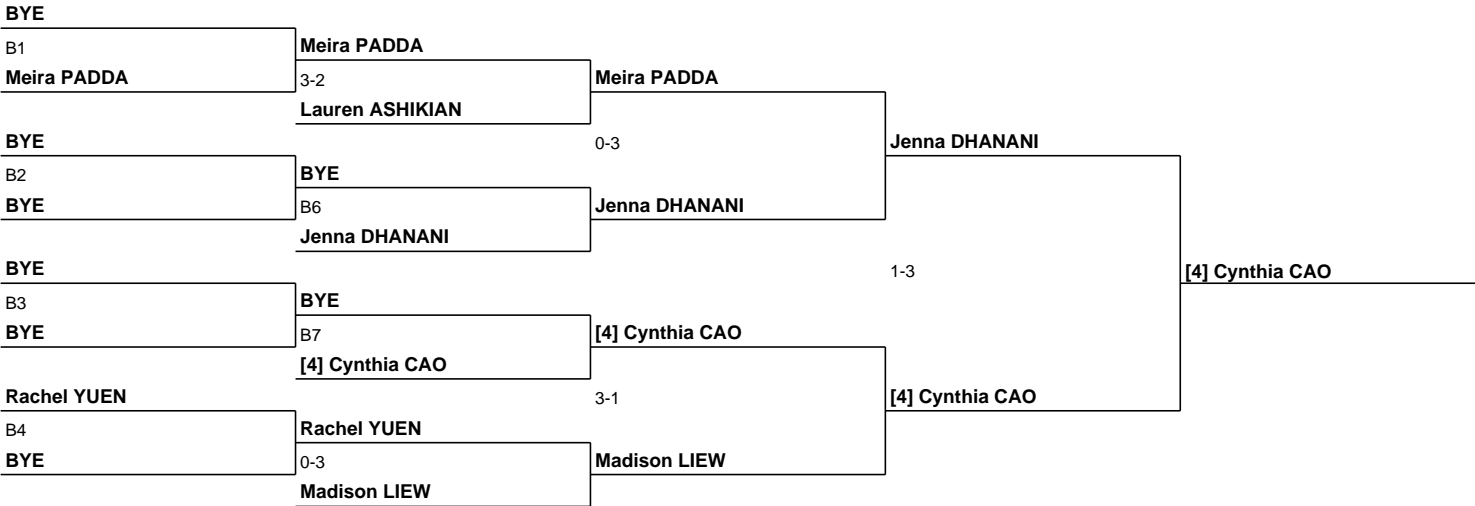 BYE
B1
Meira PADDA
Meira PADDA
3-2
Meira PADDA
Lauren ASHIKIAN
BYE
0-3
Jenna DHANANI
B2
BYE
BYE
B6
Jenna DHANANI
Jenna DHANANI
BYE
1-3
[4] Cynthia CAO
B3
BYE
BYE
B7
[4] Cynthia CAO
[4] Cynthia CAO
Rachel YUEN
3-1
[4] Cynthia CAO
B4
Rachel YUEN
BYE
0-3
Madison LIEW
Madison LIEW